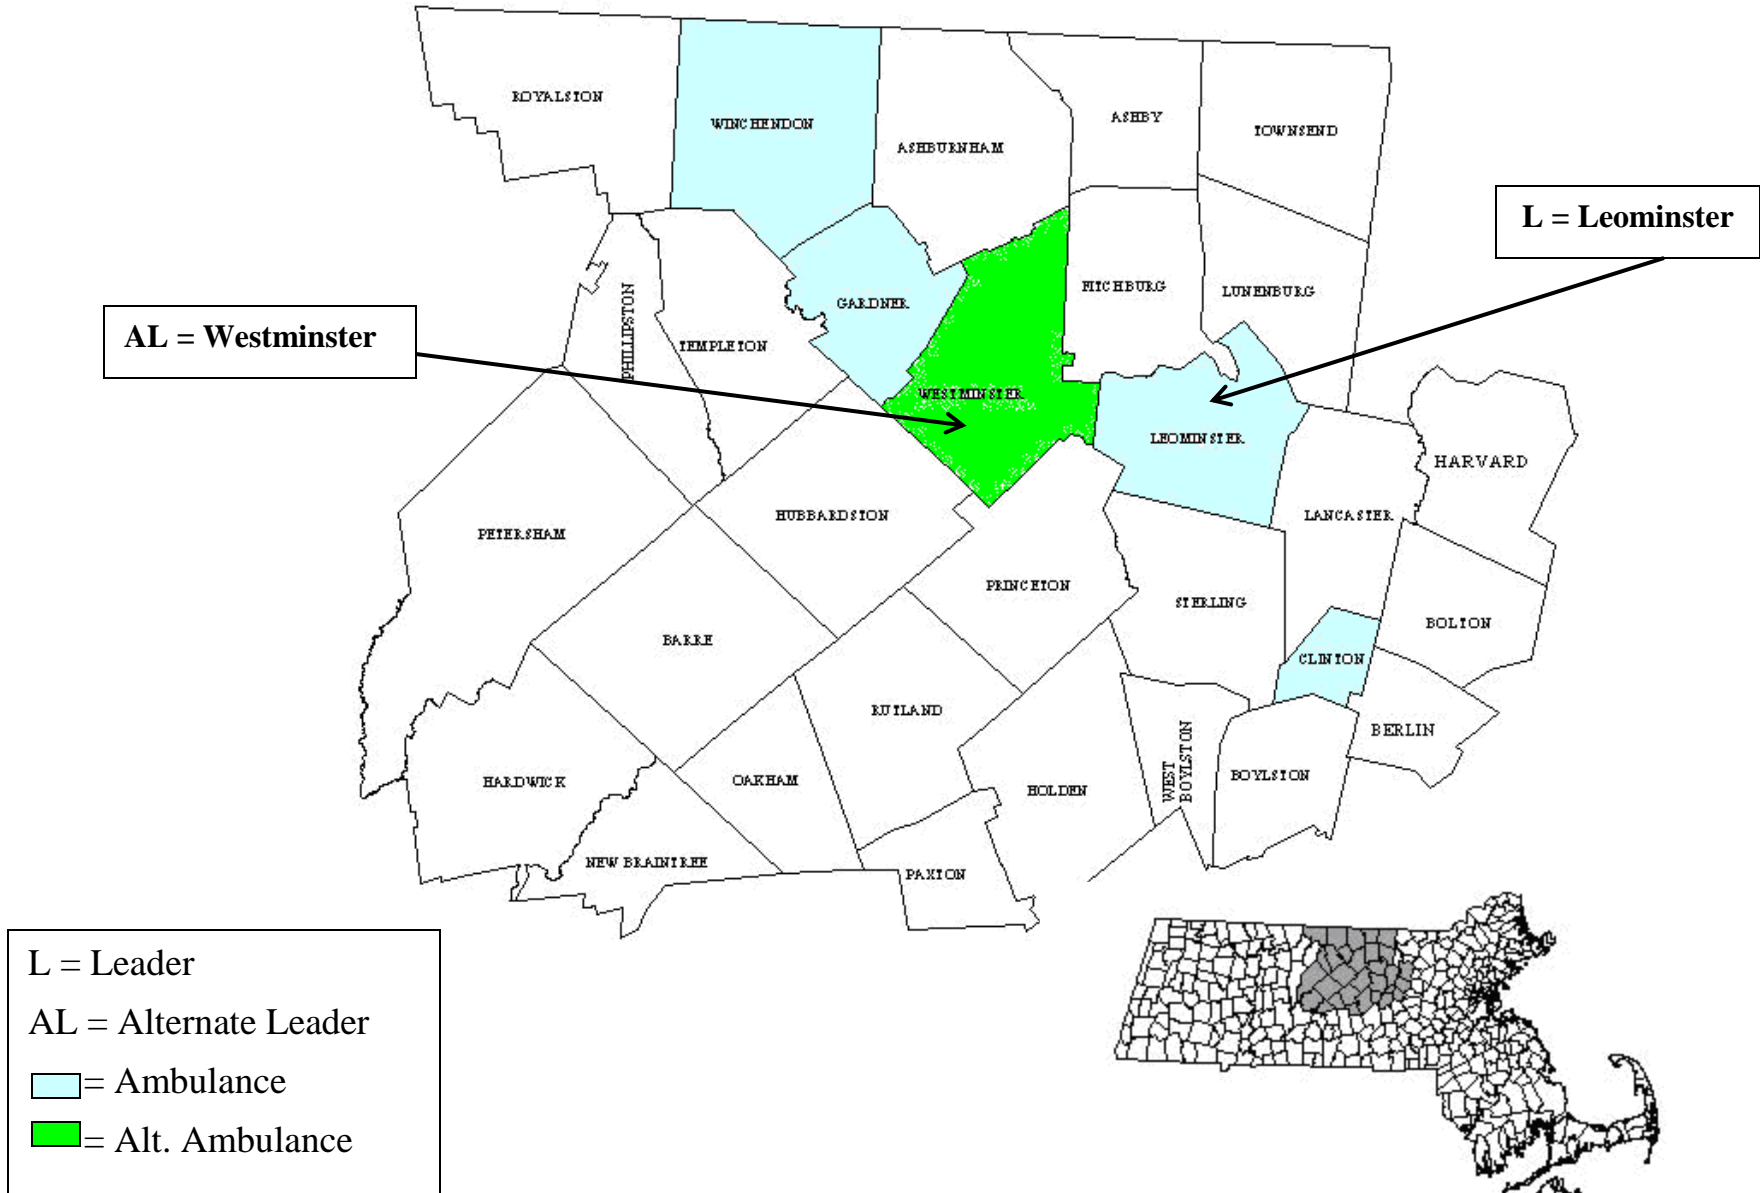 ROYALSTON
WINCHENDON
ASHBURNHAM
ASHBY
TOWNSEND
L = Leominster
PHILLIPSTON
TEMPLETON
GARDNER
FITCHBURG
LUNENBURG
AL = Westminster
WESTMINSTER
LEOMINSTER
HARVARD
PETERSHAM
HUBBARDSTON
LANCASTER
PRINCETON
STERLING
BOLTON
BARRE
CLINTON
RUTLAND
BERLIN
HARDWICK
OAKHAM
HOLDEN
WEST
BOYLSTON
BOYLSTON
NEW BRAINTREE
PAXTON
L = Leader
AL = Alternate Leader
= Ambulance
= Alt. Ambulance